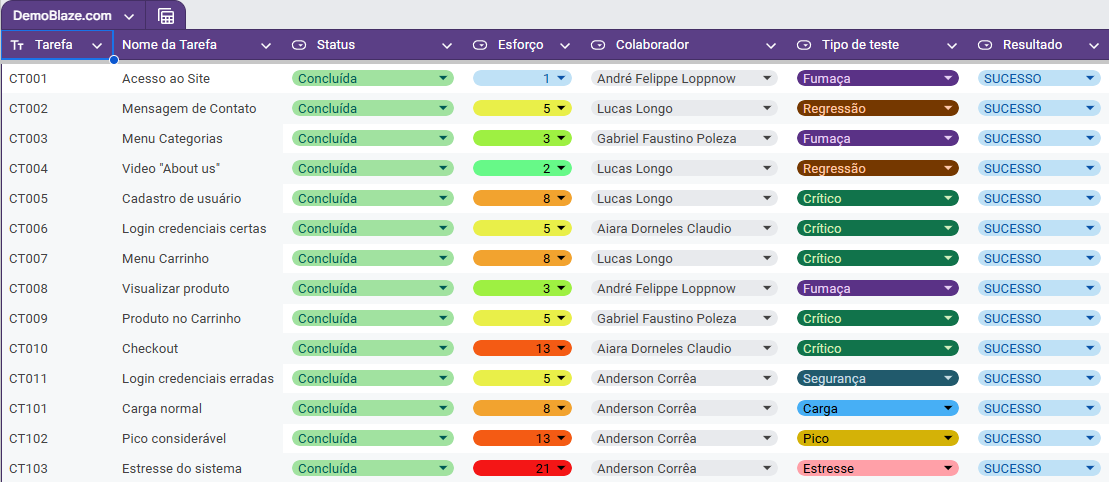 DemoBlaze.com
Tт Tarefa Nome da Tarefa Status Esforço Colaborador Tipo de teste Resultado
CT001 Acesso ao Site Concluída 1 André Felippe Loppnow Fumaça SUCESSO
CT002 Mensagem de Contato Concluída 5 Lucas Longo Regressão SUCESSO
CT003 Menu Categorias Concluída 3 Gabriel Faustino Poleza Fumaça SUCESSO
CT004 Video "About us" Concluída 2 Lucas Longo Regressão SUCESSO
CT005 Cadastro de usuário Concluída 8 Lucas Longo Crítico SUCESSO
CT006 Login credenciais certas Concluída 5 Aiara Dorneles Claudio Crítico SUCESSO
CT007 Menu Carrinho Concluída 8 Lucas Longo Crítico SUCESSO
CT008 Visualizar produto Concluída 3 André Felippe Loppnow Fumaça SUCESSO
CT009 Produto no Carrinho Concluída 5 Gabriel Faustino Poleza Crítico SUCESSO
CT010 Checkout Concluída 13 Aiara Dorneles Claudio Crítico SUCESSO
CT011 Login credenciais erradas Concluída 5 Anderson Corrêa Segurança SUCESSO
CT101 Carga normal Concluída 8 Anderson Corrêa Carga SUCESSO
CT102 Pico considerável Concluída 13 Anderson Corrêa Pico SUCESSO
CT103 Estresse do sistema Concluída 21 Anderson Corrêa Estresse SUCESSO